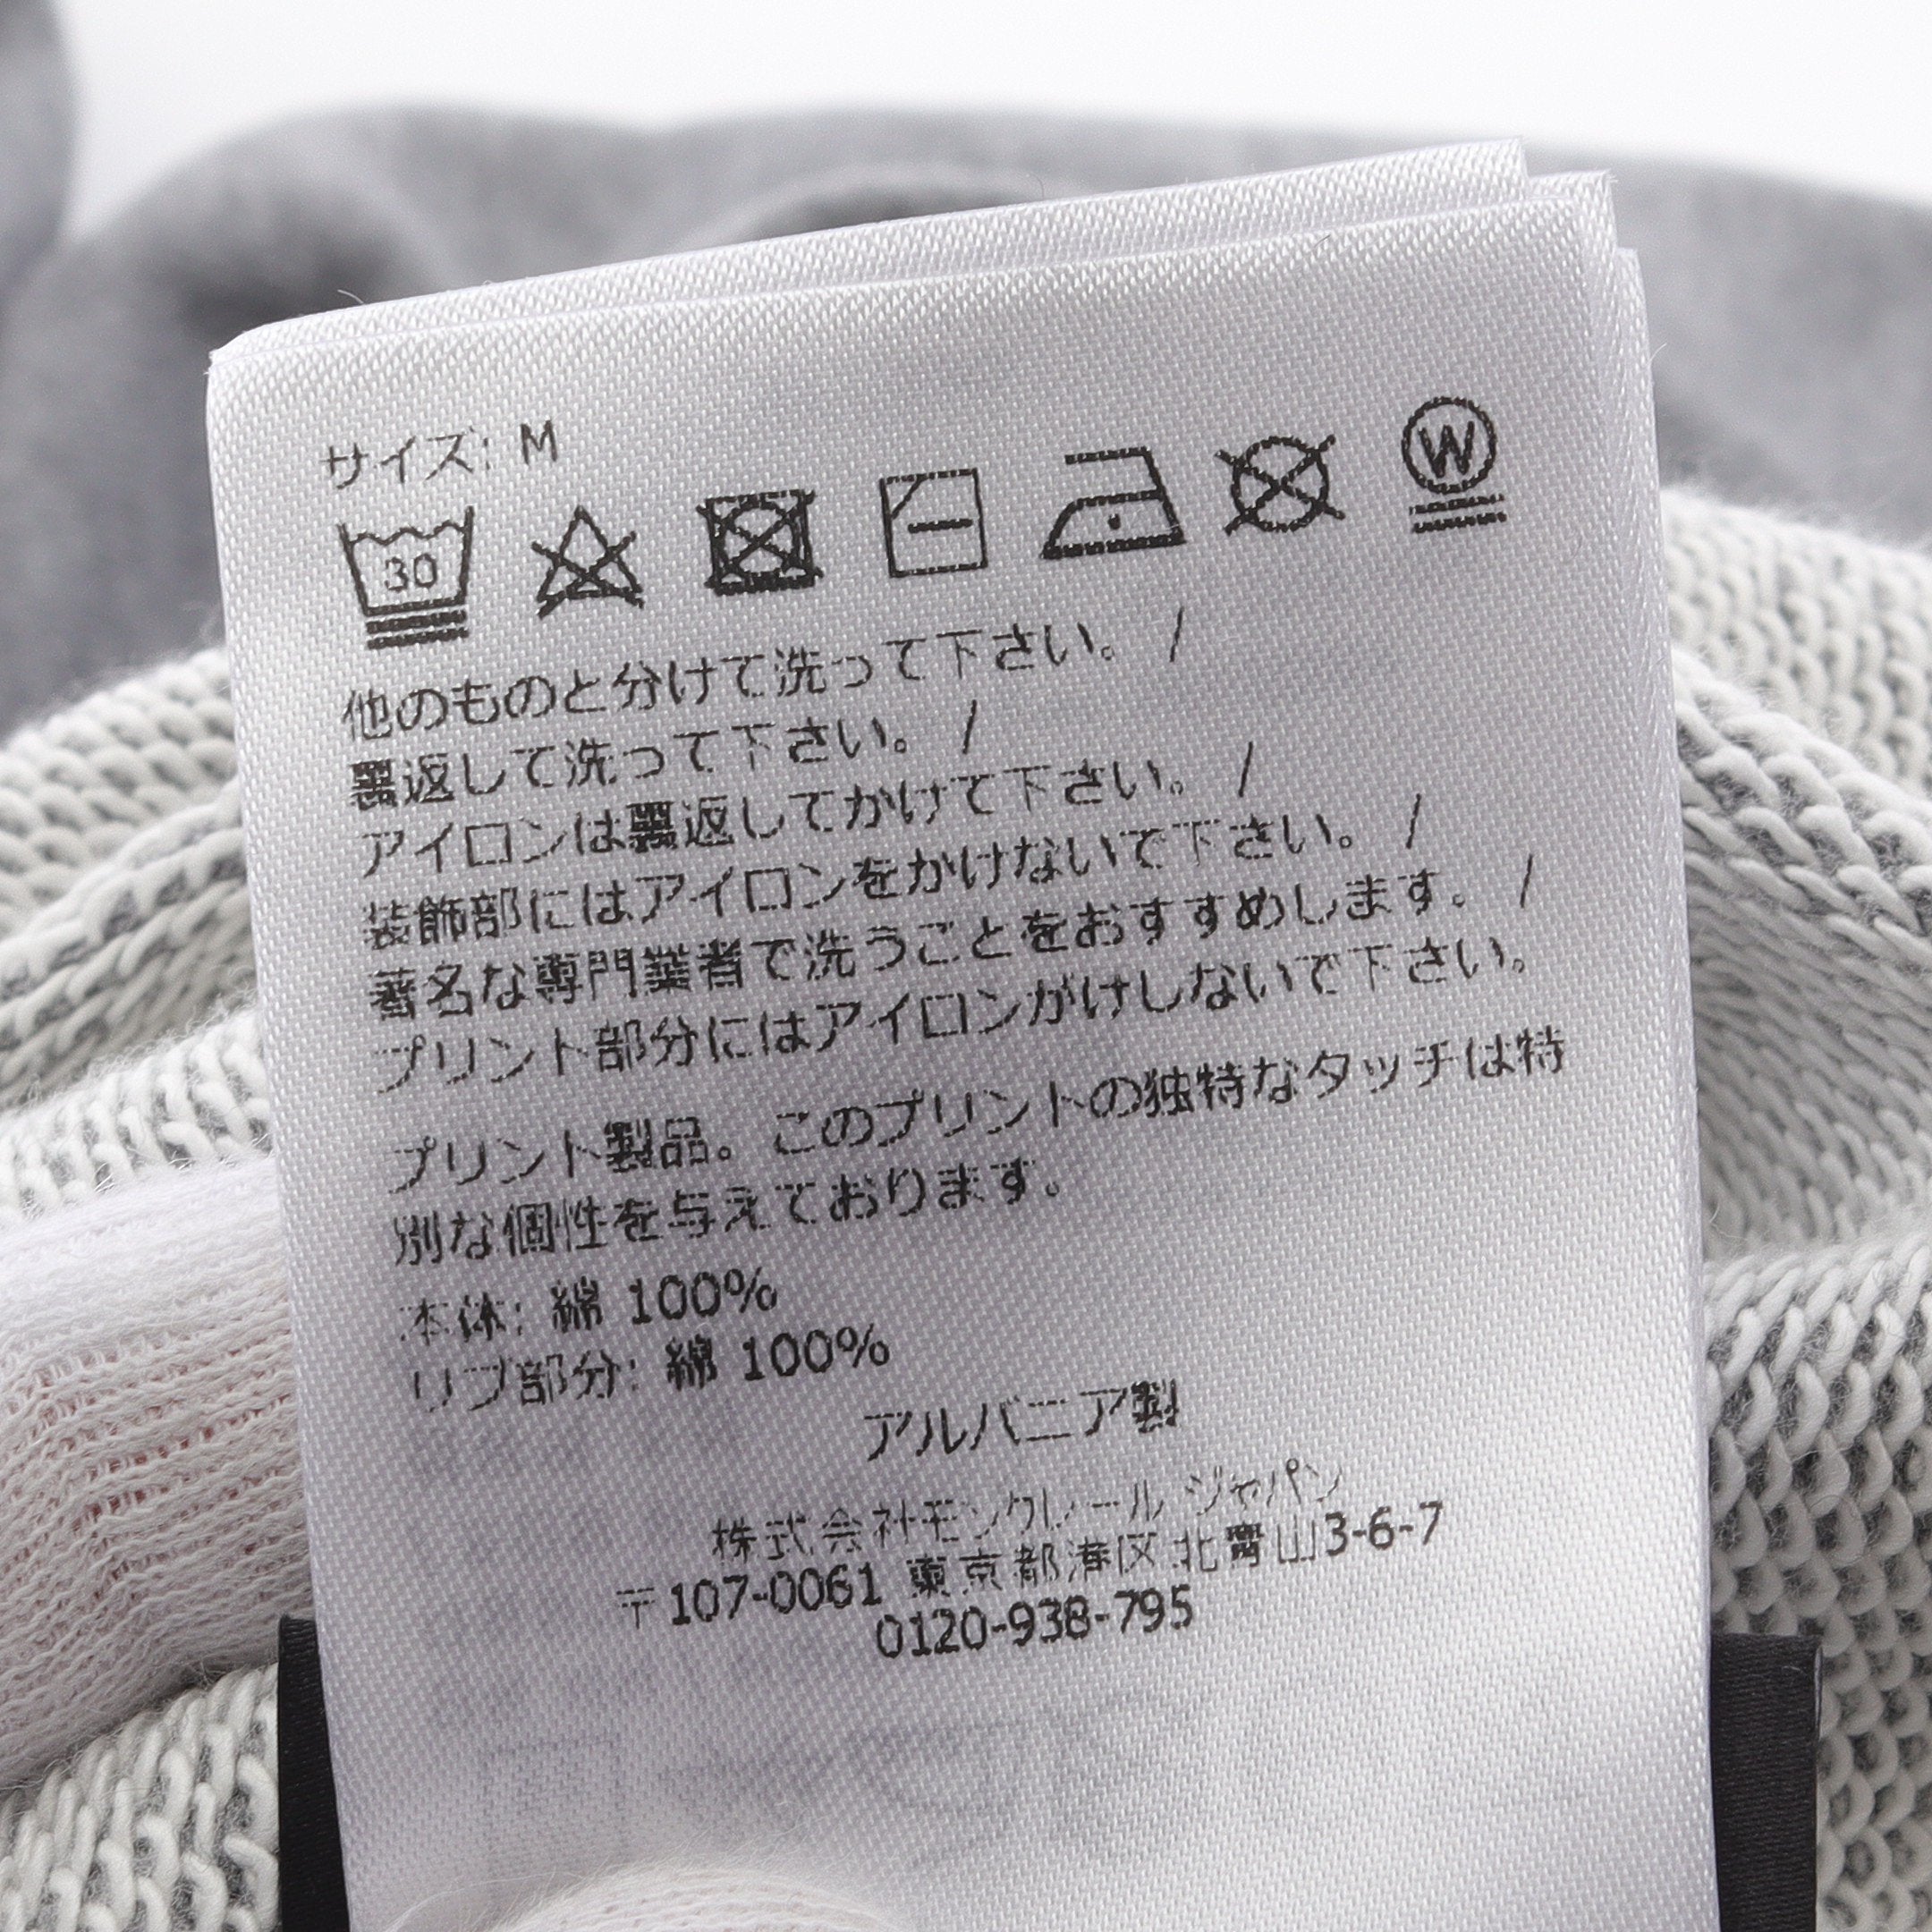 サイズ: M
30
W
他のものと分けて洗って下さい。 /
裏返して洗って下さい。 /
アイロンは裏返してかけて下さい。 /
装飾部にはアイロンをかけないで下さい。 /
著名な専門業者で洗うことをおすすめします。 /
プリント部分にはアイロンがけしないで下さい。
プリント製品。このプリントの独特なタッチは特
別な個性を与えております。
本体: 綿 100%
リブ部分: 綿 100%
アルバニア製
株式会社モンクレール ジャパン
〒107-0061 東京都港区北青山3-6-7
0120-938-795